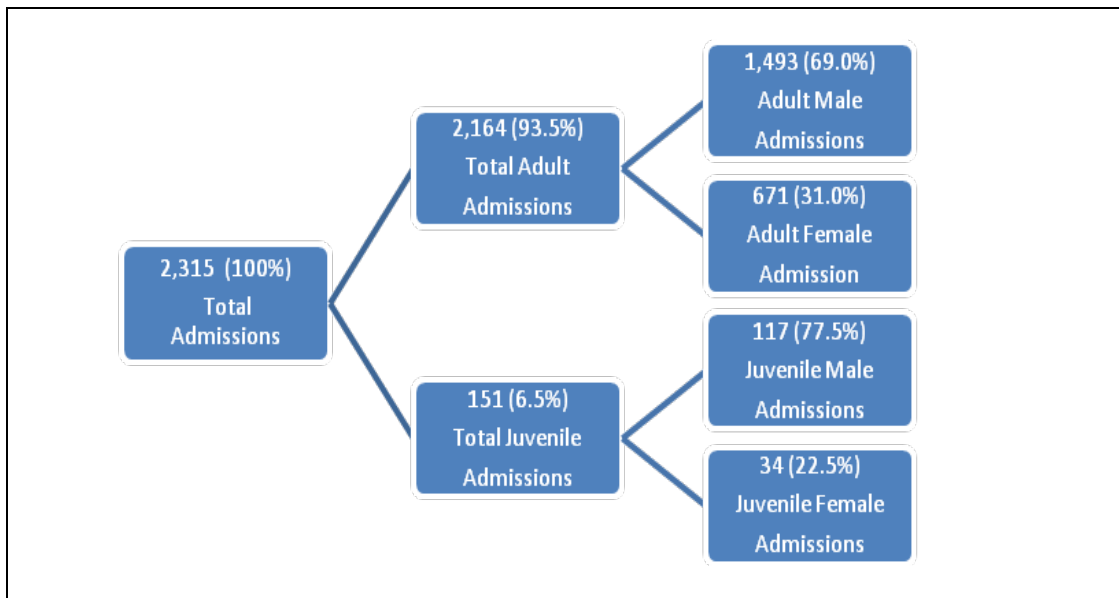 2,315 (100%)
Total
Admissions
2,164 (93.5%)
Total Adult
Admissions
151 (6.5%)
Total Juvenile
Admissions
1,493 (69.0%)
Adult Male
Admissions
671 (31.0%)
Adult Female
Admission
117 (77.5%)
Juvenile Male
Admissions
34 (22.5%)
Juvenile Female
Admissions